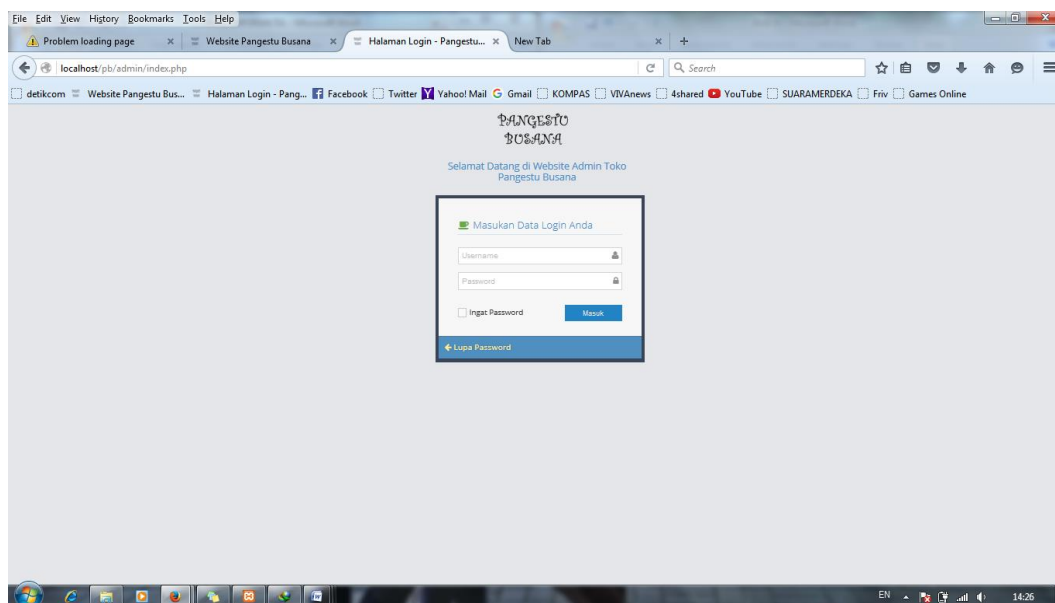 File Edit View History Bookmarks Tools Help
Problem loading page Website Pangestu Busana Halaman Login - Pangestu... New Tab
localhost/pb/admin/index.php Search
detikcom Website Pangestu Bus... Halaman Login - Pang... Facebook Twitter Yahoo! Mail Gmail KOMPAS VIVAnews 4shared YouTube SUARAMERDEKA Friv Games Online
PANGESTU
BUSANA
Selamat Datang di Website Admin Toko
Pangestu Busana
Masukan Data Login Anda
Username
Password
Ingat Password Masuk
Lupa Password
EN 14:26